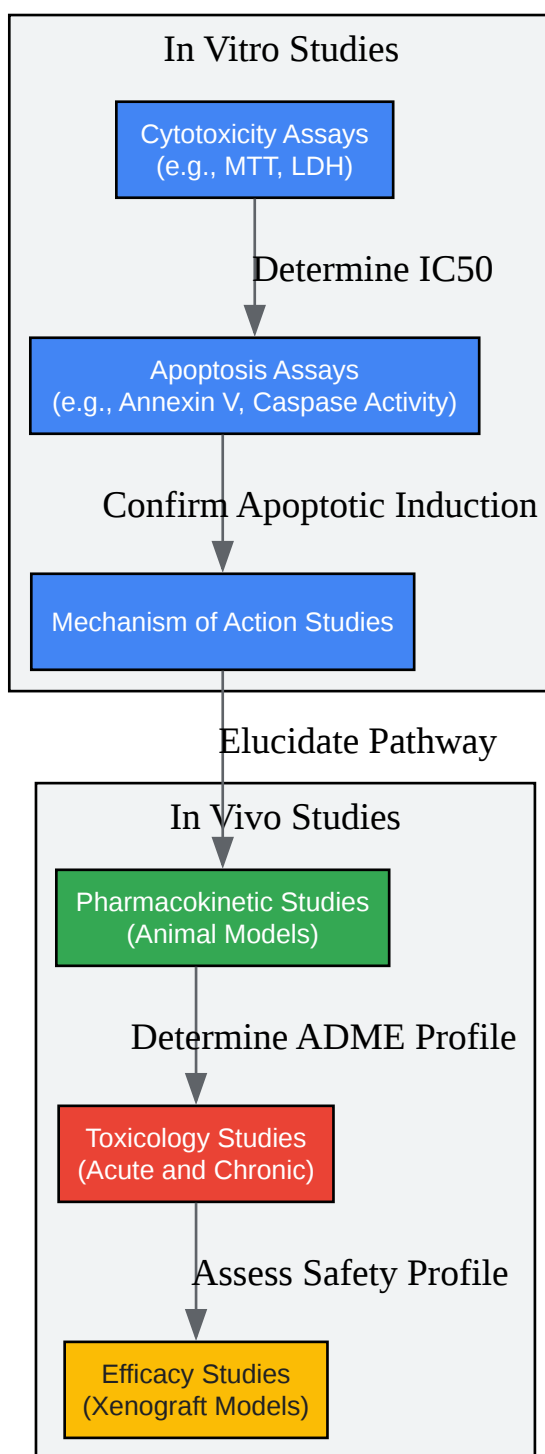 In Vitro Studies
Cytotoxicity Assays
(e.g., MTT, LDH)
Determine IC50
Apoptosis Assays
(e.g., Annexin V, Caspase Activity)
Confirm Apoptotic Induction
Mechanism of Action Studies
Elucidate Pathway
In Vivo Studies
Pharmacokinetic Studies
(Animal Models)
Determine ADME Profile
Toxicology Studies
(Acute and Chronic)
Assess Safety Profile
Efficacy Studies
(Xenograft Models)